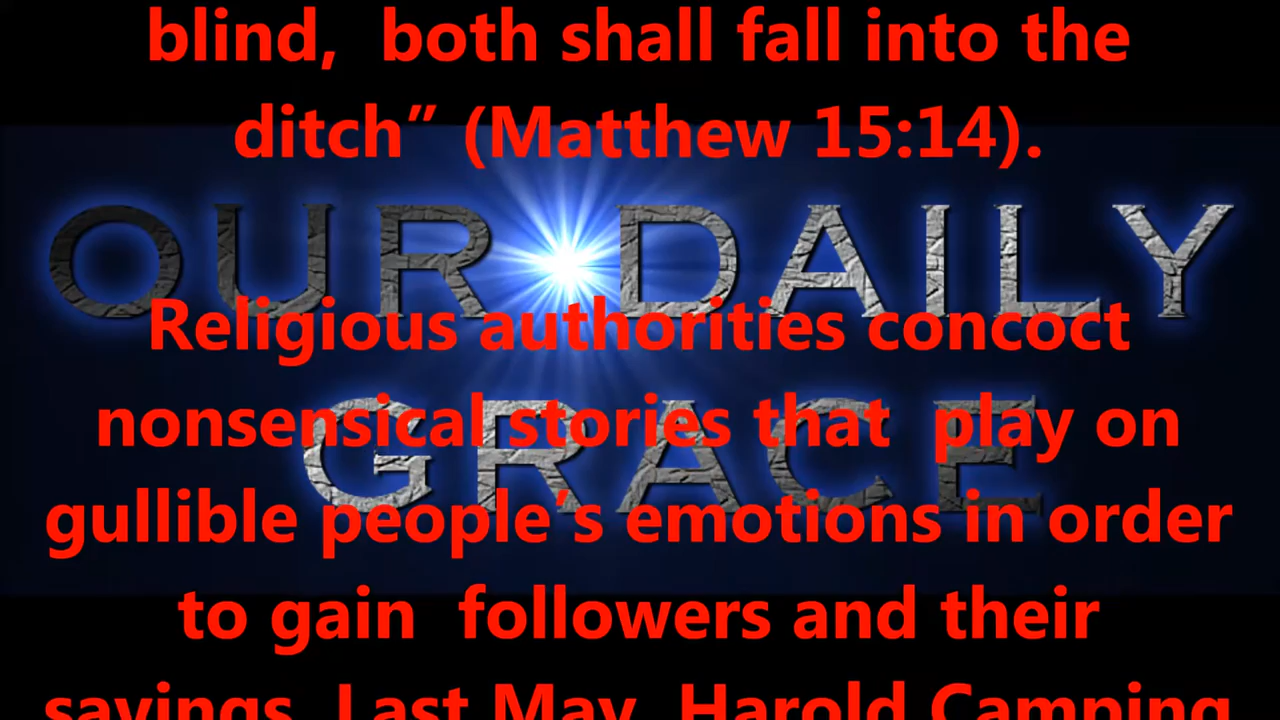 blind, both shall fall into the
ditch” (Matthew 15:14).
OUR DAILY
Religious authorities concoct
nonsensical stories that play on
GRACE
gullible people’s emotions in order
to gain followers and their
savings. Last May, Harold Camping